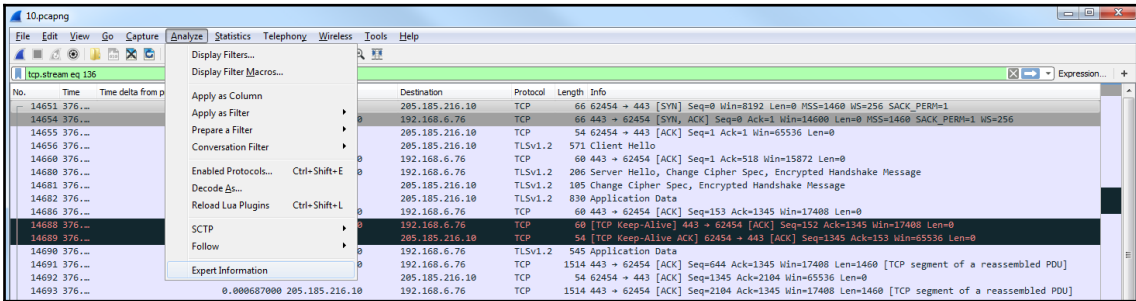 10.pcapng
File Edit View Go Capture Analyze Statistics Telephony Wireless Tools Help
tcp.stream eq 136
Expression... +
No. Time Time delta from p Destination Protocol Length Info
14651 376.... 205.185.216.10 TCP 66 62454 → 443 [SYN] Seq=0 Win=8192 Len=0 MSS=1460 WS=256 SACK_PERM=1
14654 376.... 0 192.168.6.76 TCP 66 443 → 62454 [SYN, ACK] Seq=0 Ack=1 Win=14600 Len=0 MSS=1460 SACK_PERM=1 WS=256
14655 376.... 205.185.216.10 TCP 54 62454 → 443 [ACK] Seq=1 Ack=1 Win=65536 Len=0
14656 376.... 205.185.216.10 TLSv1.2 571 Client Hello
14660 376.... 0 192.168.6.76 TCP 60 443 → 62454 [ACK] Seq=1 Ack=518 Win=15872 Len=0
14680 376.... 0 192.168.6.76 TLSv1.2 206 Server Hello, Change Cipher Spec, Encrypted Handshake Message
14681 376.... 205.185.216.10 TLSv1.2 105 Change Cipher Spec, Encrypted Handshake Message
14682 376.... 205.185.216.10 TLSv1.2 830 Application Data
14686 376.... 0 192.168.6.76 TCP 60 443 → 62454 [ACK] Seq=153 Ack=1345 Win=17408 Len=0
14688 376.... 0 192.168.6.76 TCP 60 [TCP Keep-Alive] 443 → 62454 [ACK] Seq=152 Ack=1345 Win=17408 Len=0
14689 376.... 205.185.216.10 TCP 54 [TCP Keep-Alive ACK] 62454 → 443 [ACK] Seq=1345 Ack=153 Win=65536 Len=0
14690 376.... 0 192.168.6.76 TLSv1.2 545 Application Data
14691 376.... 0 192.168.6.76 TCP 1514 443 → 62454 [ACK] Seq=644 Ack=1345 Win=17408 Len=1460 [TCP segment of a reassembled PDU]
14692 376.... 205.185.216.10 TCP 54 62454 → 443 [ACK] Seq=1345 Ack=2104 Win=65536 Len=0
14693 376.... 0.000687000 205.185.216.10 192.168.6.76 TCP 1514 443 → 62454 [ACK] Seq=2104 Ack=1345 Win=17408 Len=1460 [TCP segment of a reassembled PDU]
Display Filters...
Display Filter Macros...
Apply as Column
Apply as Filter
Prepare a Filter
Conversation Filter
Enabled Protocols... Ctrl+Shift+E
Decode As...
Reload Lua Plugins Ctrl+Shift+L
SCTP
Follow
Expert Information